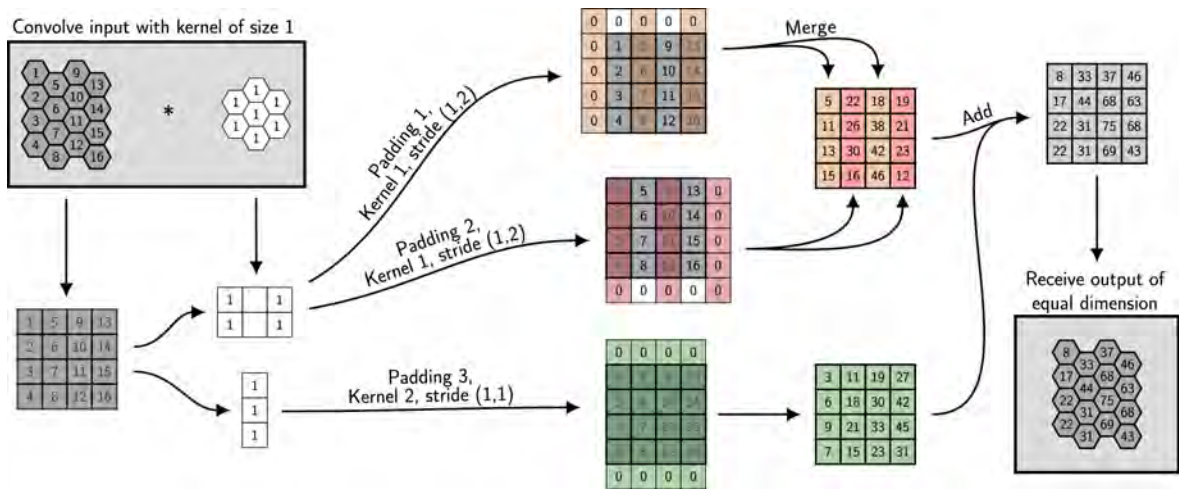 Convolve input with kernel of size 1
1 9
5 13
2 10
6 14
3 11
7 15
4 12
8 16
*
1
1 1
1
1 1
1
1 5 9 13
2 6 10 14
3 7 11 15
4 8 12 16
1 1
1 1
1
1
1
Padding 1,
Kernel 1, stride (1,2)
Padding 2,
Kernel 1, stride (1,2)
Padding 3,
Kernel 2, stride (1,1)
0 0 0 0 0
0 1 9
0 2 10
0 3 11
0 4 12
5 13 0
6 14 0
7 15 0
8 16 0
0 0 0 0 0
0 0 0 0
0 0 0 0
Merge
5 22 18 19
11 26 38 21
13 30 42 23
15 16 46 12
3 11 19 27
6 18 30 42
9 21 33 45
7 15 23 31
Add
8 33 37 46
17 44 68 63
22 31 75 68
22 31 69 43
Receive output of
equal dimension
8 37
33 46
17 68
44 63
22 75
31 68
22 69
31 43